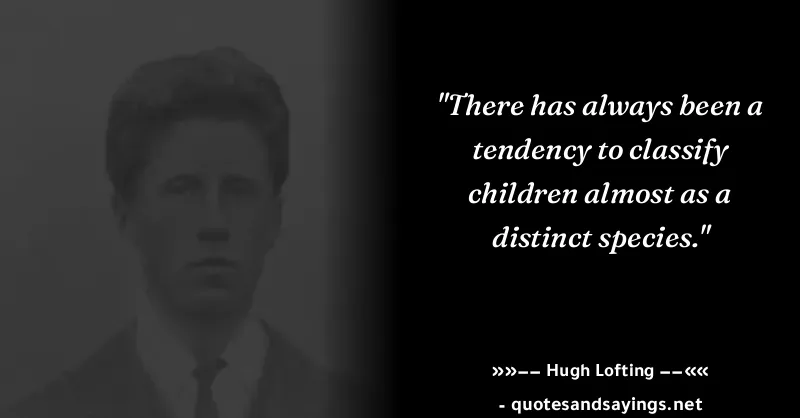 "There has always been a
tendency to classify
children almost as a
distinct species."
»»−− Hugh Lofting −−««
- quotesandsayings.net